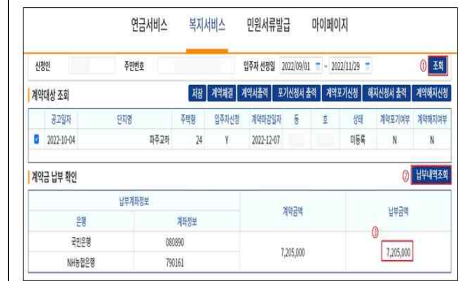 연금서비스 복지서비스 민원서류발급 마이페이지
신청인 주민번호 입주자 선정일 2022/09/01 ~ 2022/11/29 ① 조회
계약대상 조회 저장 계약체결 계약서출력 포기신청서 출력 계약포기신청 해지신청서 출력 계약해지신청
공고일자 단지명 주택형 입주자신청 계약마감일자 동 호 상태 계약포기여부 계약해지여부
2022-10-04 파주교하 24 Y 2022-12-07 미등록 N N
계약금 납부 확인 ② 납부내역조회
납부계좌정보 계약금액 납부금액
은행 계좌정보
국민은행 080890
7,205,000 ③ 7,205,000
NH농협은행 790161